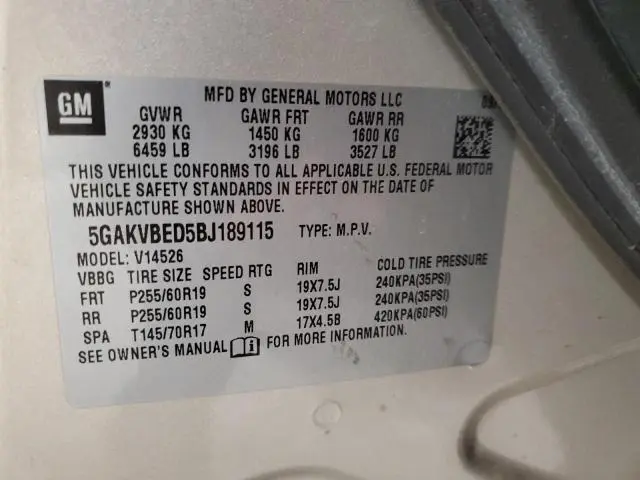 GM
MFD BY GENERAL MOTORS LLC
GVWR GAWR FRT GAWR RR
2930 KG 1450 KG 1600 KG
6459 LB 3196 LB 3527 LB
THIS VEHICLE CONFORMS TO ALL APPLICABLE U.S. FEDERAL MOTOR
VEHICLE SAFETY STANDARDS IN EFFECT ON THE DATE OF
MANUFACTURE SHOWN ABOVE.
5GAKVBED5BJ189115 TYPE: M.P.V.
MODEL: V14526
VBBG TIRE SIZE SPEED RTG RIM COLD TIRE PRESSURE
FRT P255/60R19 S 19X7.5J 240KPA(35PSI)
RR P255/60R19 S 19X7.5J 240KPA(35PSI)
SPA T145/70R17 M 17X4.5B 420KPA(60PSI)
SEE OWNER'S MANUAL i FOR MORE INFORMATION.